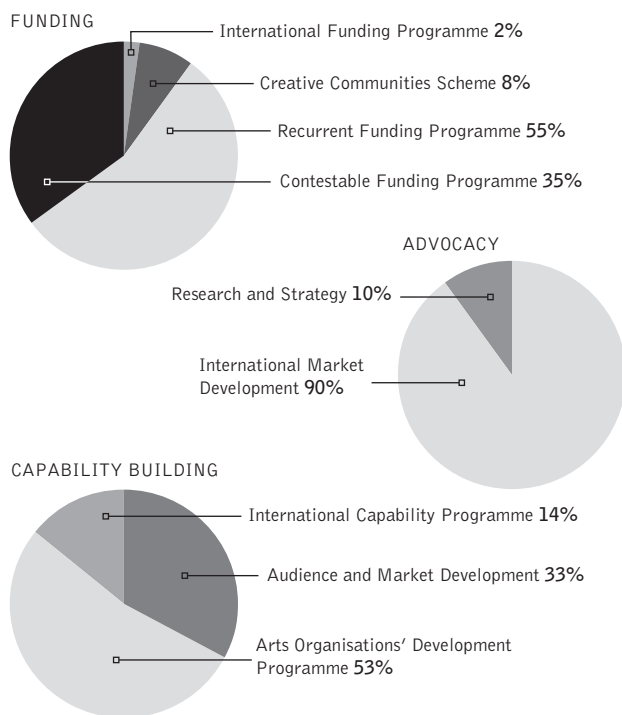 FUNDING
International Funding Programme 2%
Creative Communities Scheme 8%
Recurrent Funding Programme 55%
Contestable Funding Programme 35%
ADVOCACY
Research and Strategy 10%
International Market
Development 90%
CAPABILITY BUILDING
International Capability Programme 14%
Audience and Market Development 33%
Arts Organisations' Development
Programme 53%